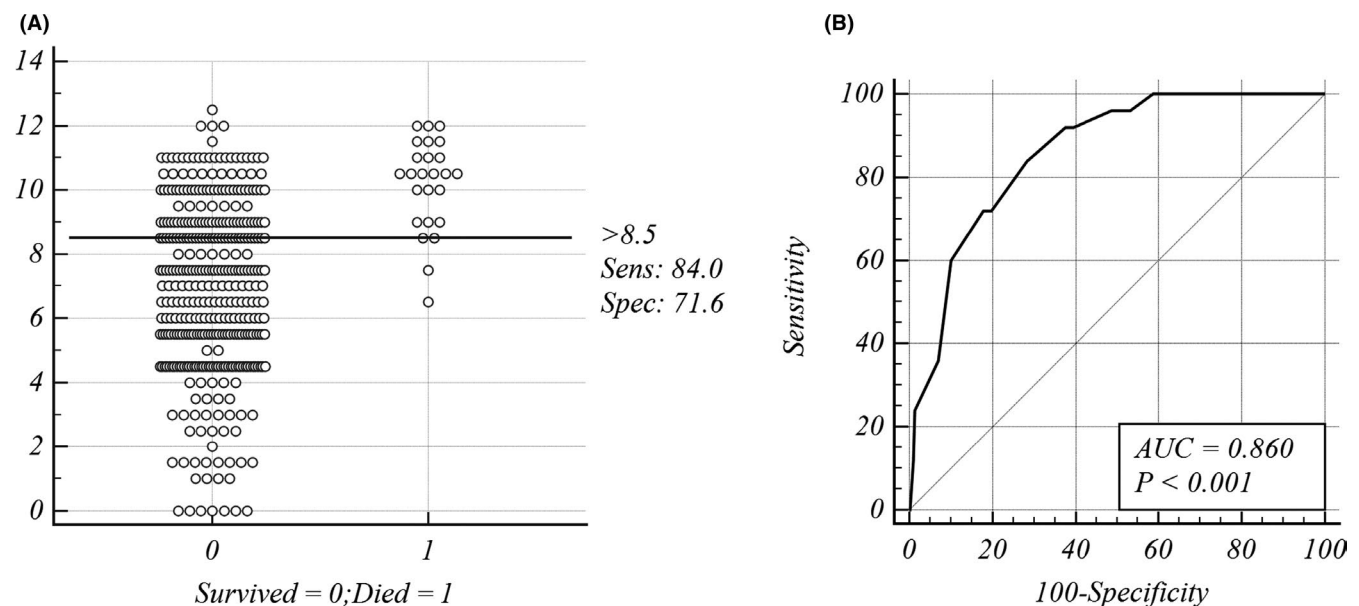 (A)
14
12
10
8
6
4
2
0
0
1
Survived = 0;Died = 1
>8.5
Sens: 84.0
Spec: 71.6
(B)
100
80
60
40
20
0
Sensitivity
0
20
40
60
80
100
100-Specificity
AUC = 0.860
P < 0.001